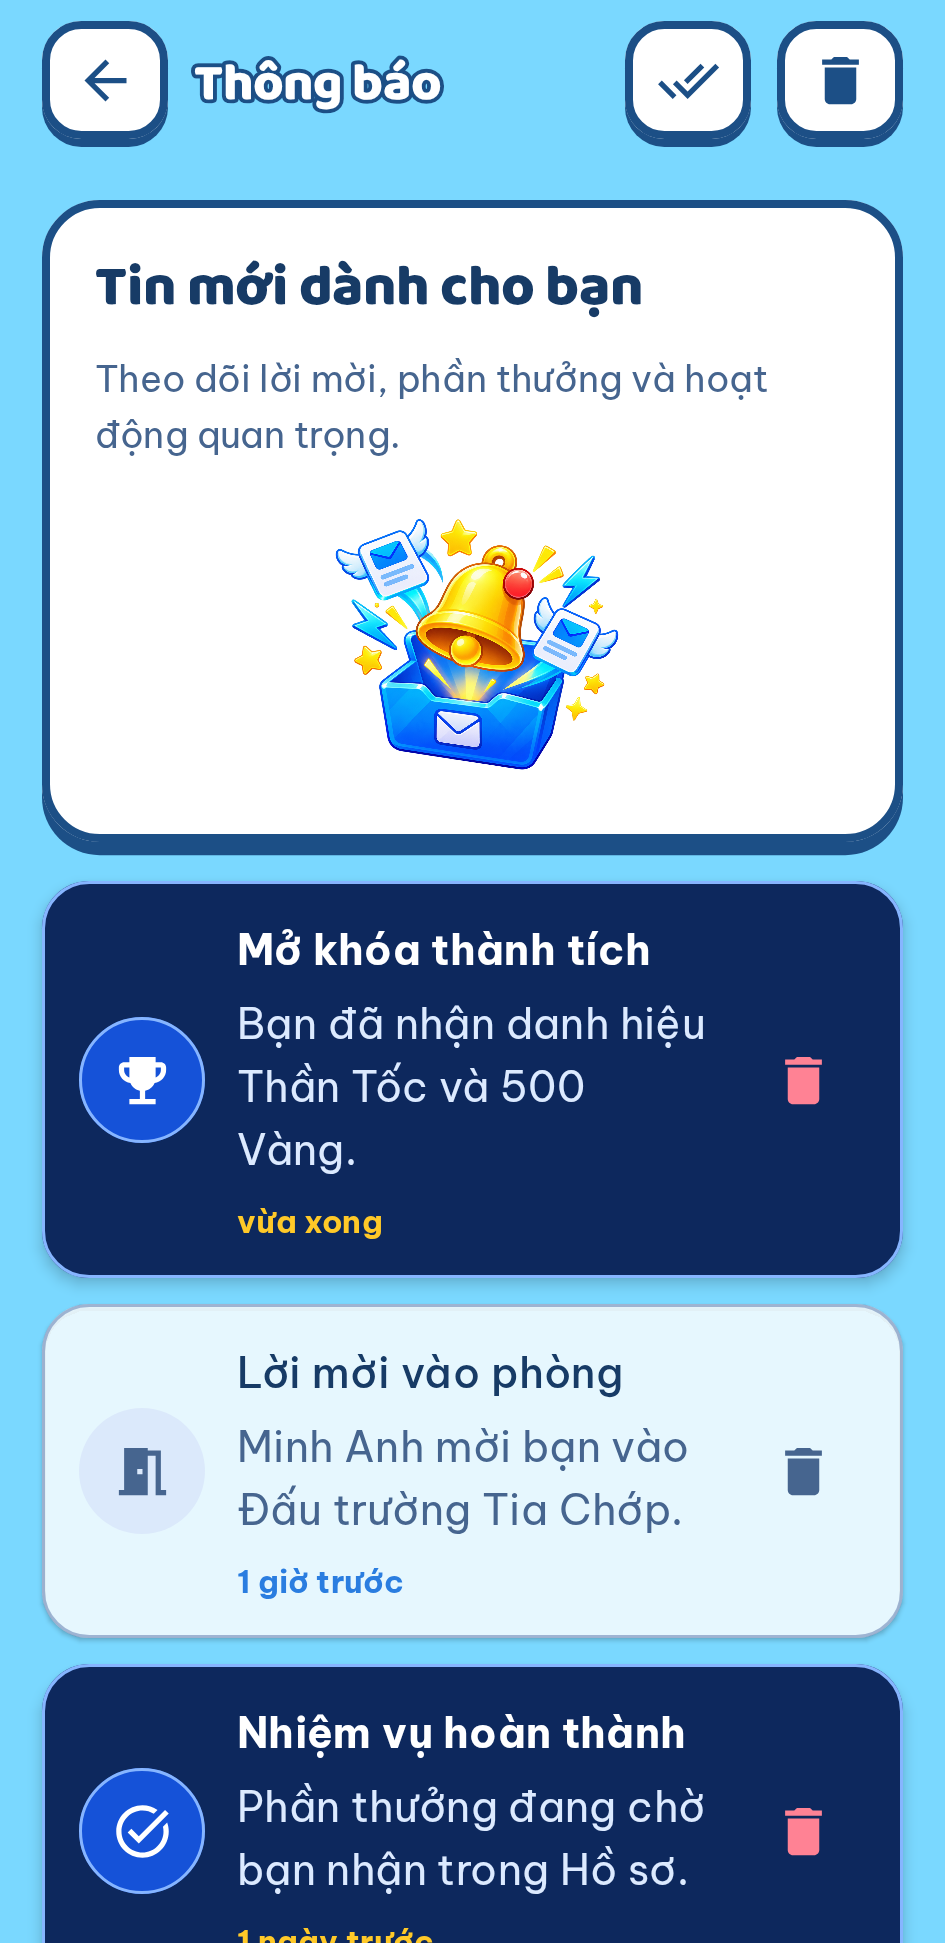 Thông báo
Tin mới dành cho bạn
Theo dõi lời mời, phần thưởng và hoạt
động quan trọng.
Mở khóa thành tích
Bạn đã nhận danh hiệu
Thần Tốc và 500
Vàng.
vừa xong
Lời mời vào phòng
Minh Anh mời bạn vào
Đấu trường Tia Chớp.
1 giờ trước
Nhiệm vụ hoàn thành
Phần thưởng đang chờ
bạn nhận trong Hồ sơ.
1 ngày trước